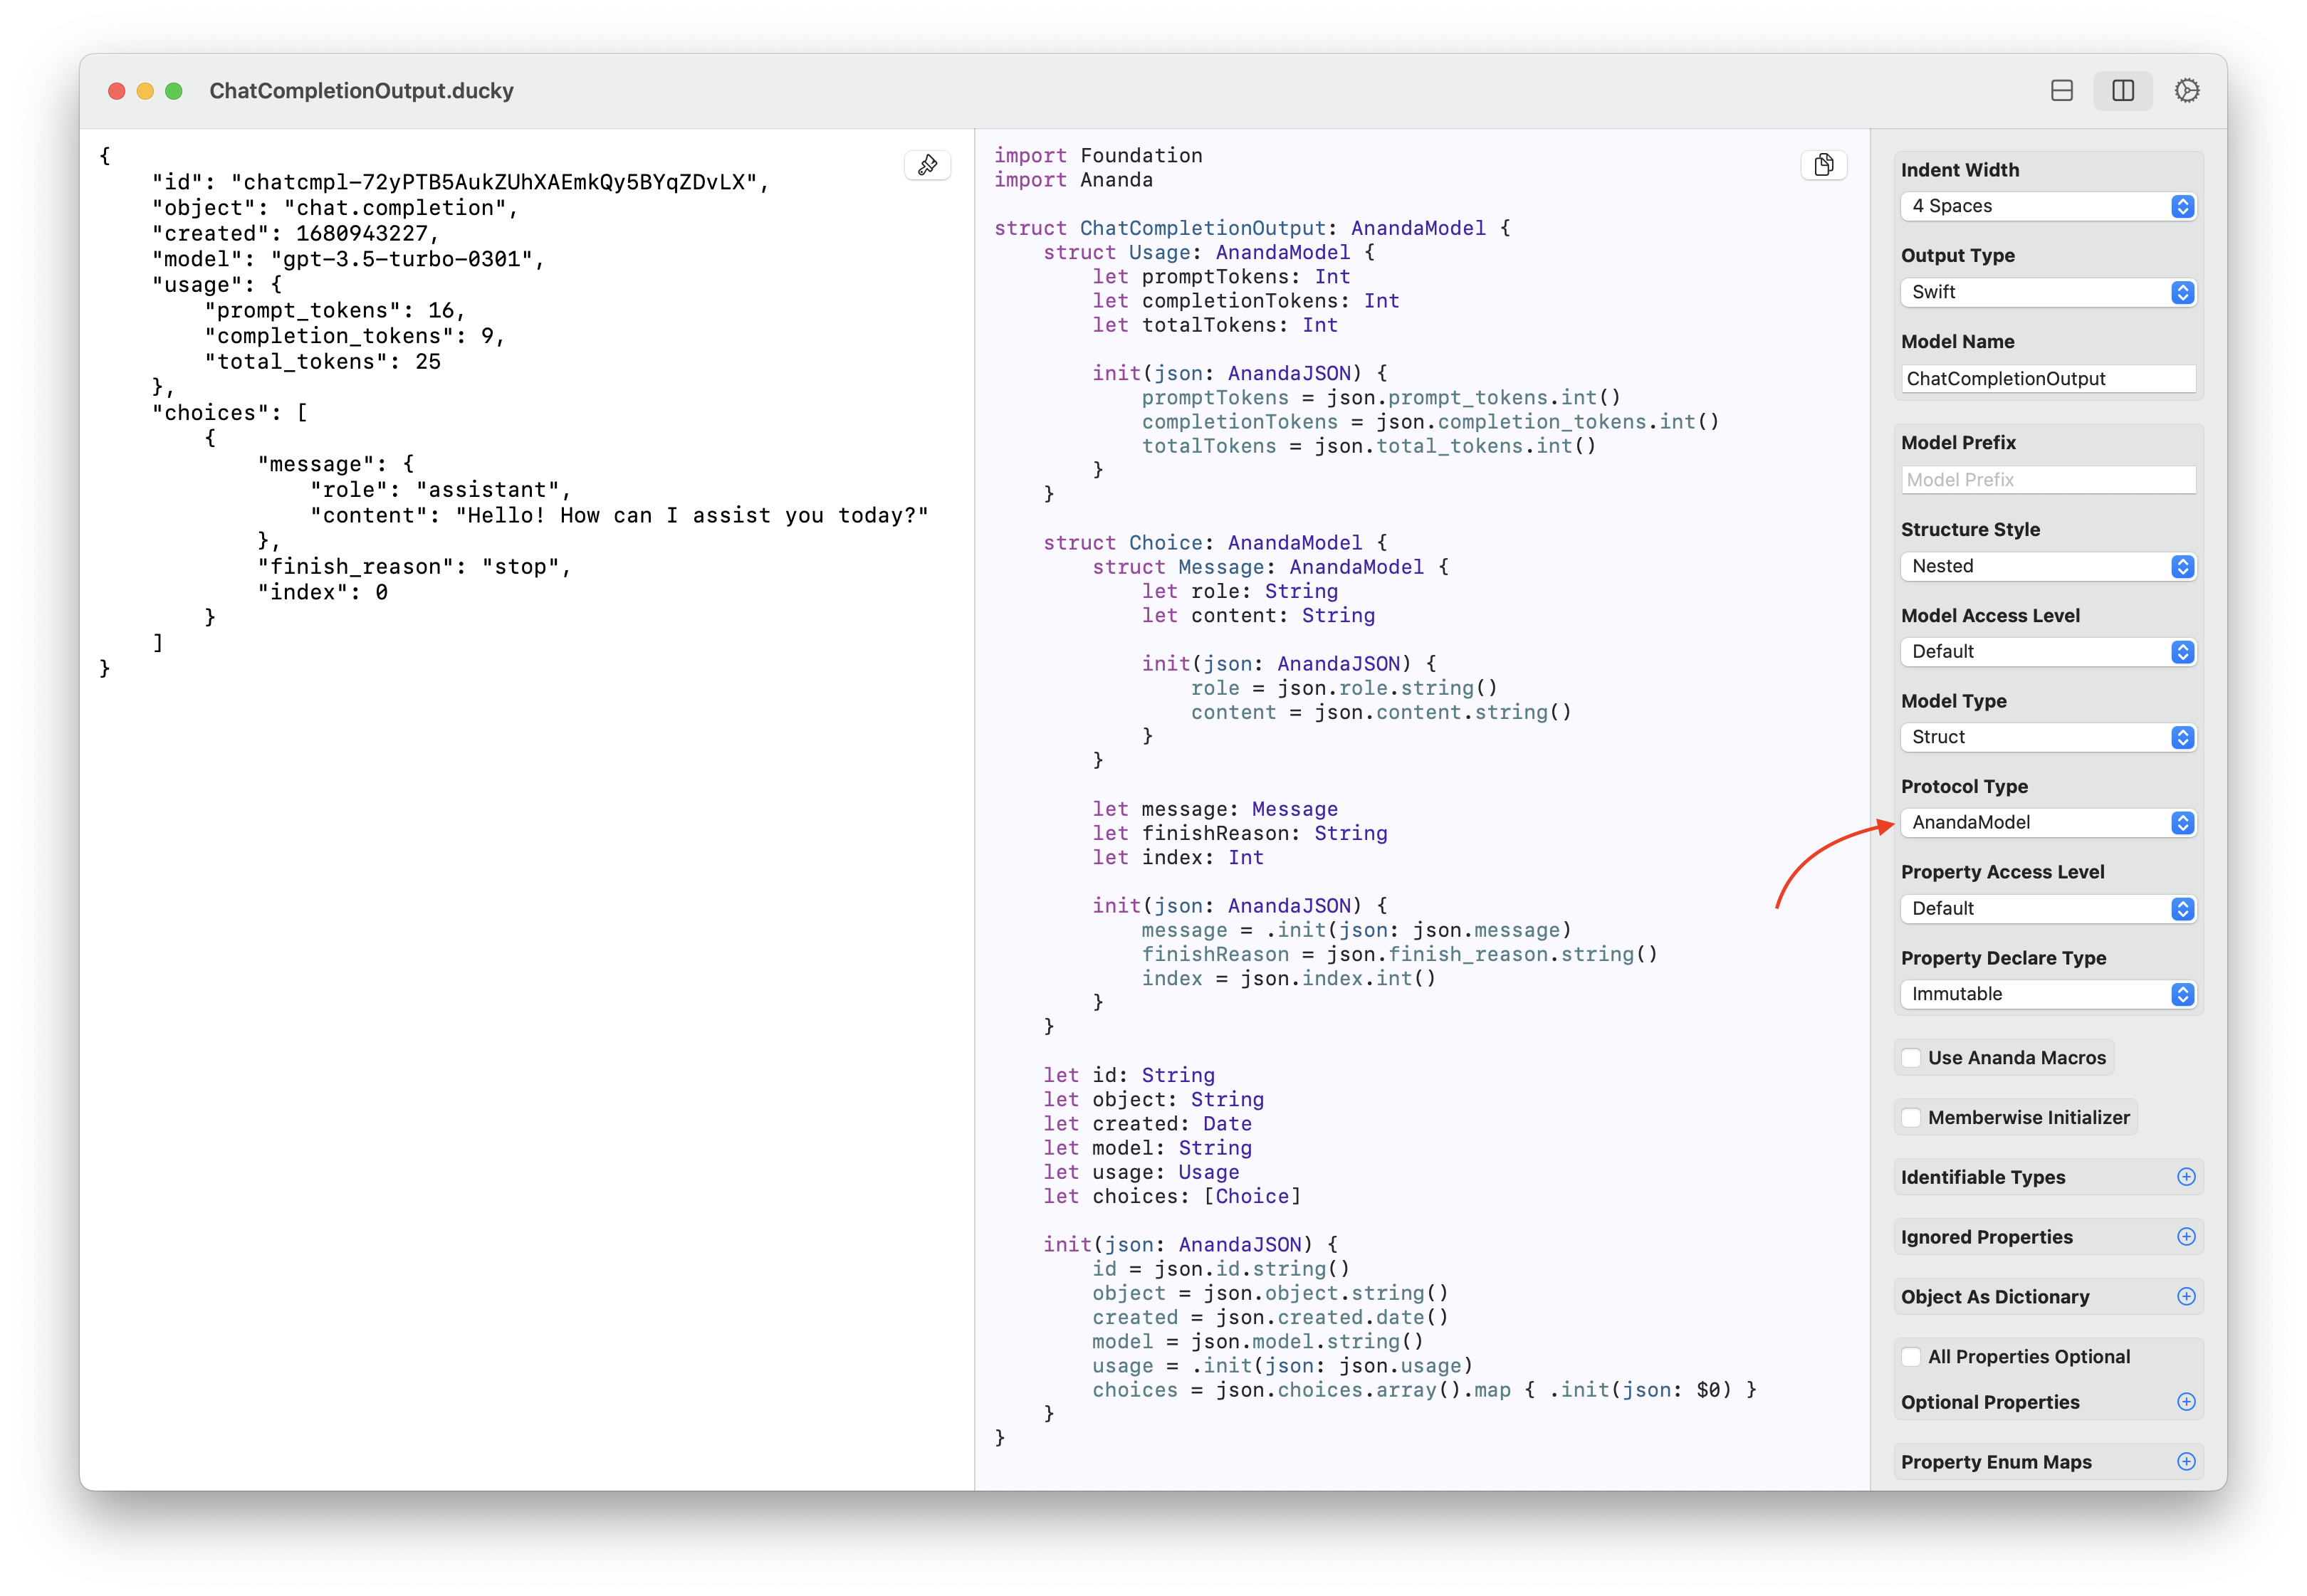 ChatCompletionOutput.ducky
{
    "id": "chatcmpl-72yPTB5AukZUhXAEmkQy5BYqZDvLX",
    "object": "chat.completion",
    "created": 1680943227,
    "model": "gpt-3.5-turbo-0301",
    "usage": {
        "prompt_tokens": 16,
        "completion_tokens": 9,
        "total_tokens": 25
    },
    "choices": [
        {
            "message": {
                "role": "assistant",
                "content": "Hello! How can I assist you today?"
            },
            "finish_reason": "stop",
            "index": 0
        }
    ]
}
import Foundation
import Ananda

struct ChatCompletionOutput: AnandaModel {
    struct Usage: AnandaModel {
        let promptTokens: Int
        let completionTokens: Int
        let totalTokens: Int

        init(json: AnandaJSON) {
            promptTokens = json.prompt_tokens.int()
            completionTokens = json.completion_tokens.int()
            totalTokens = json.total_tokens.int()
        }
    }

    struct Choice: AnandaModel {
        struct Message: AnandaModel {
            let role: String
            let content: String

            init(json: AnandaJSON) {
                role = json.role.string()
                content = json.content.string()
            }
        }

        let message: Message
        let finishReason: String
        let index: Int

        init(json: AnandaJSON) {
            message = .init(json: json.message)
            finishReason = json.finish_reason.string()
            index = json.index.int()
        }
    }

    let id: String
    let object: String
    let created: Date
    let model: String
    let usage: Usage
    let choices: [Choice]

    init(json: AnandaJSON) {
        id = json.id.string()
        object = json.object.string()
        created = json.created.date()
        model = json.model.string()
        usage = .init(json: json.usage)
        choices = json.choices.array().map { .init(json: $0) }
    }
}
Indent Width
4 Spaces
Output Type
Swift
Model Name
ChatCompletionOutput
Model Prefix
Model Prefix
Structure Style
Nested
Model Access Level
Default
Model Type
Struct
Protocol Type
AnandaModel
Property Access Level
Default
Property Declare Type
Immutable
Use Ananda Macros
Memberwise Initializer
Identifiable Types
Ignored Properties
Object As Dictionary
All Properties Optional
Optional Properties
Property Enum Maps